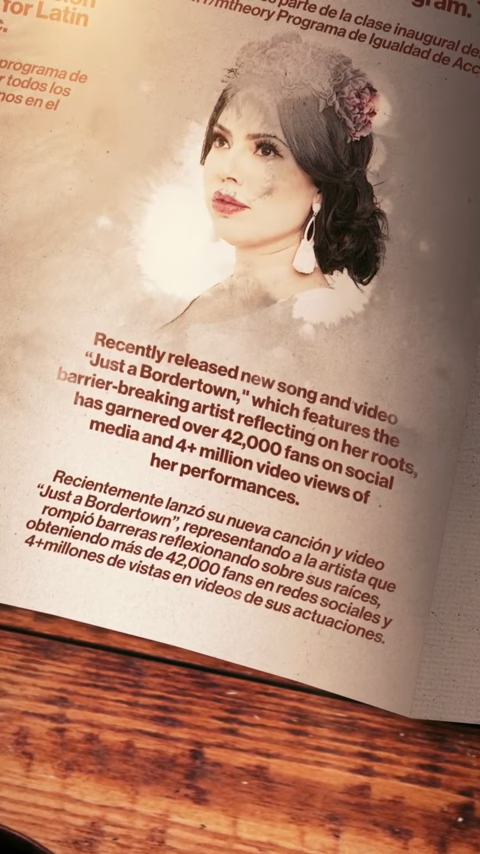 for Latin
programa de
r todos los
nos en el
gram.
parte de la clase inaugural de
mtheory Programa de Igualdad de Acc
Recently released new song and video
“Just a Bordertown," which features the
barrier-breaking artist reflecting on her roots,
has garnered over 42,000 fans on social
media and 4+ million video views of
her performances.
Recientemente lanzó su nueva canción y video
“Just a Bordertown”, representando a la artista que
rompió barreras reflexionando sobre sus raíces,
obteniendo más de 42,000 fans en redes sociales y
4+millones de vistas en videos de sus actuaciones.